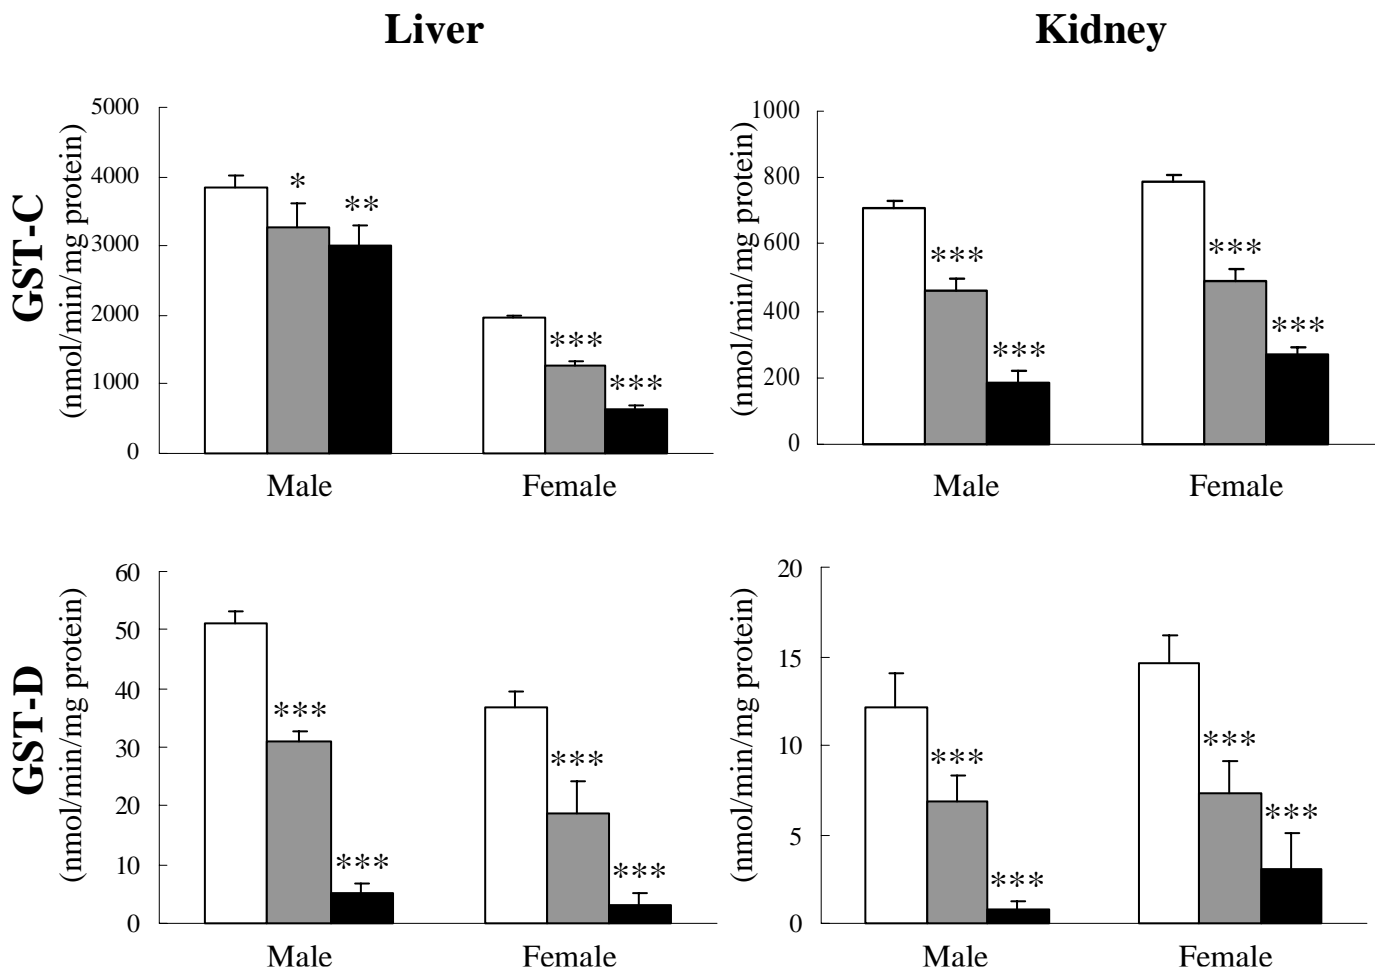 Liver
Kidney
GST-C
(nmol/min/mg protein)
5000
4000
3000
2000
1000
0
*
**
***
***
Male
Female
(nmol/min/mg protein)
1000
800
600
400
200
0
***
***
***
***
Male
Female
GST-D
(nmol/min/mg protein)
60
50
40
30
20
10
0
***
***
***
***
Male
Female
(nmol/min/mg protein)
20
15
10
5
0
***
***
***
***
Male
Female